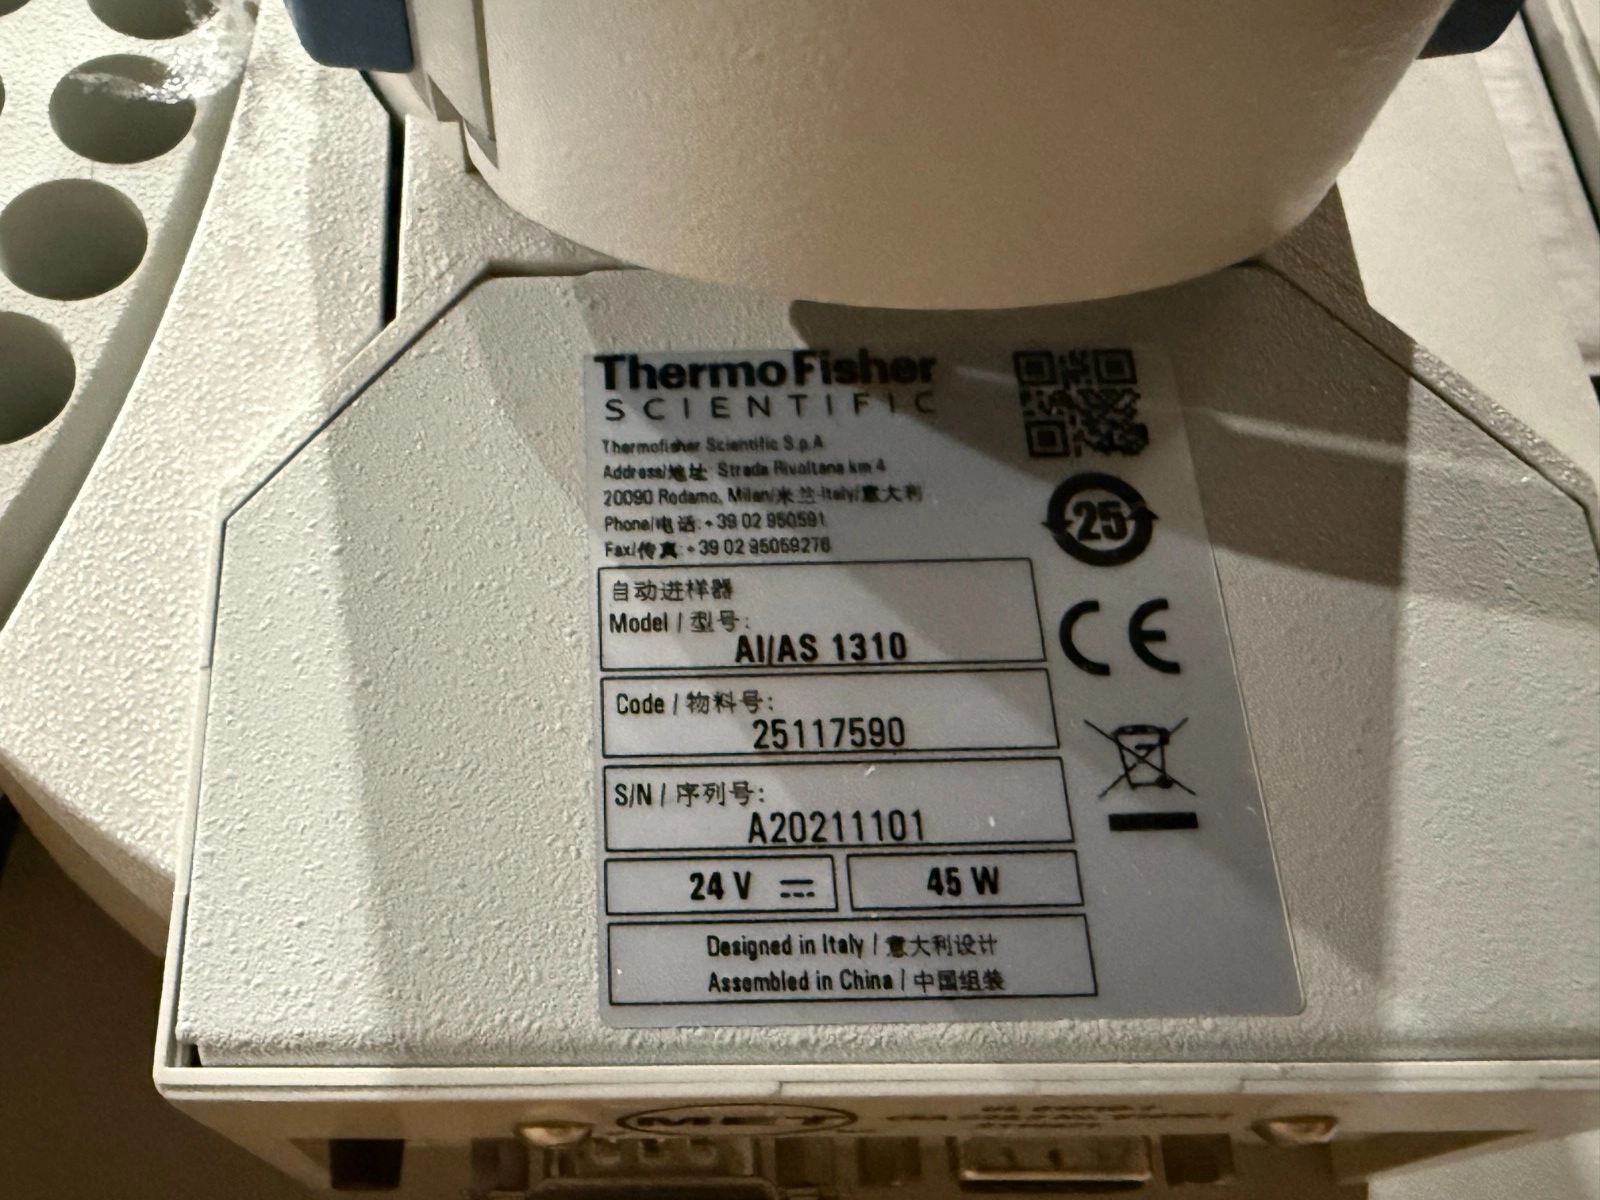 ThermoFisher
SCIENTIFIC
Thermofisher Scientific S.p.A
Address/地址: Strada Rivoltana km 4
20090 Rodamo, Milan/米兰-Italy/意大利
Phone/电话: + 39 02 950591
Fax/传真: + 39 02 95059276
25
自动进样器
Model / 型号:
AI/AS 1310
CE
Code / 物料号:
25117590
S/N / 序列号:
A20211101
24 V
45 W
Designed in Italy / 意大利设计
Assembled in China / 中国组装
MET